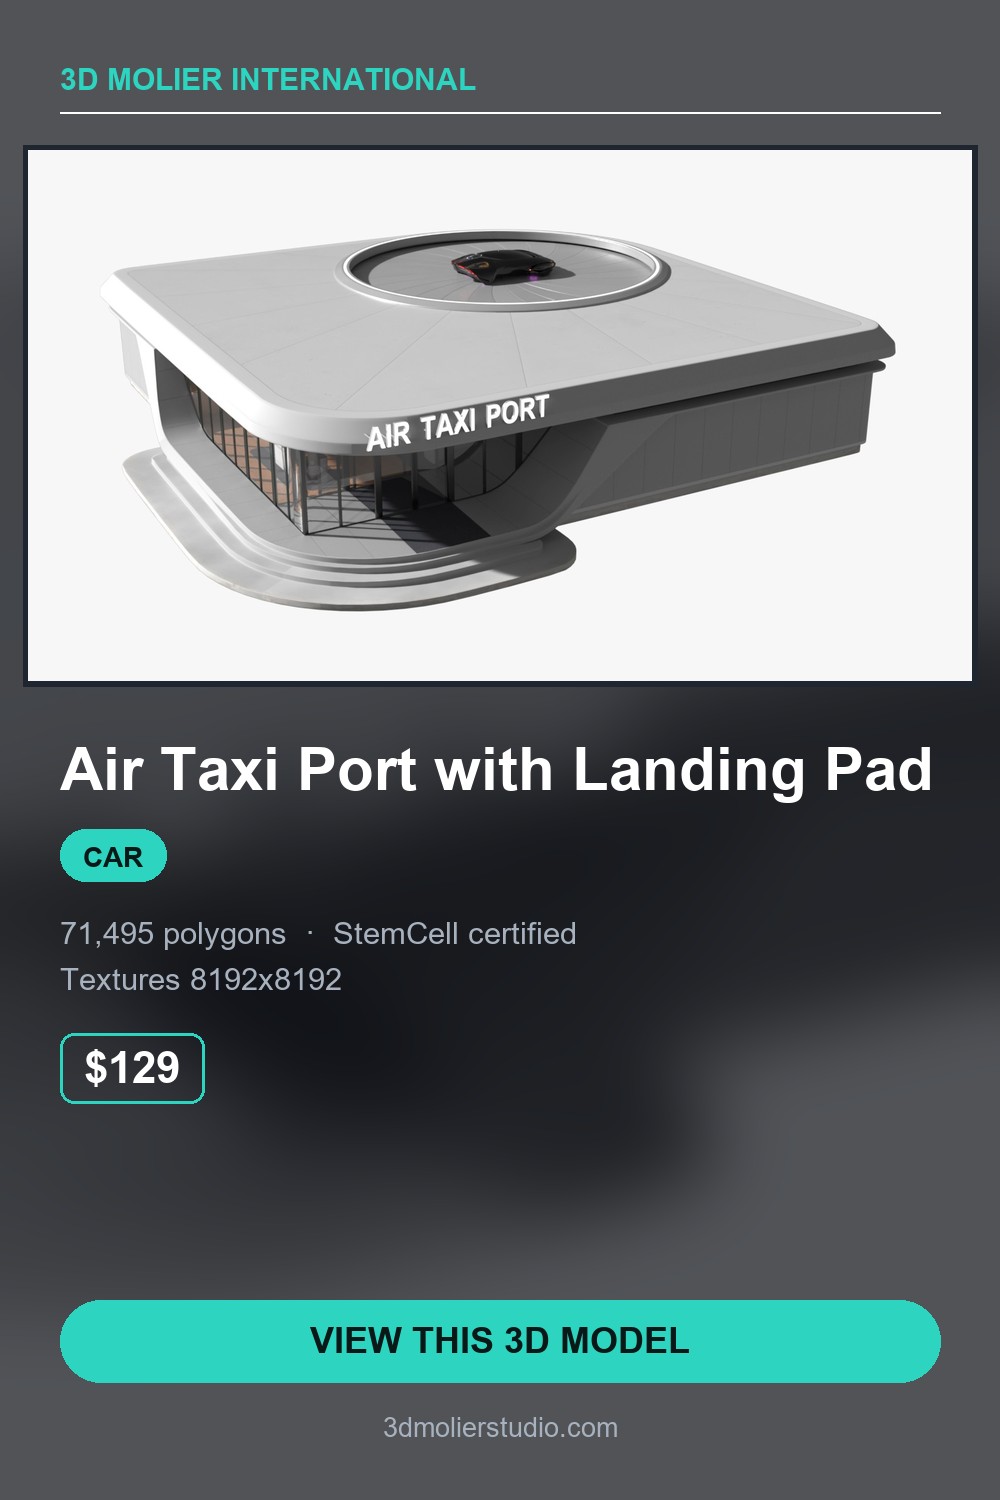 3D MOLIER INTERNATIONAL
AIR TAXI PORT
Air Taxi Port with Landing Pad
CAR
71,495 polygons · StemCell certified
Textures 8192x8192
$129
VIEW THIS 3D MODEL
3dmolierstudio.com